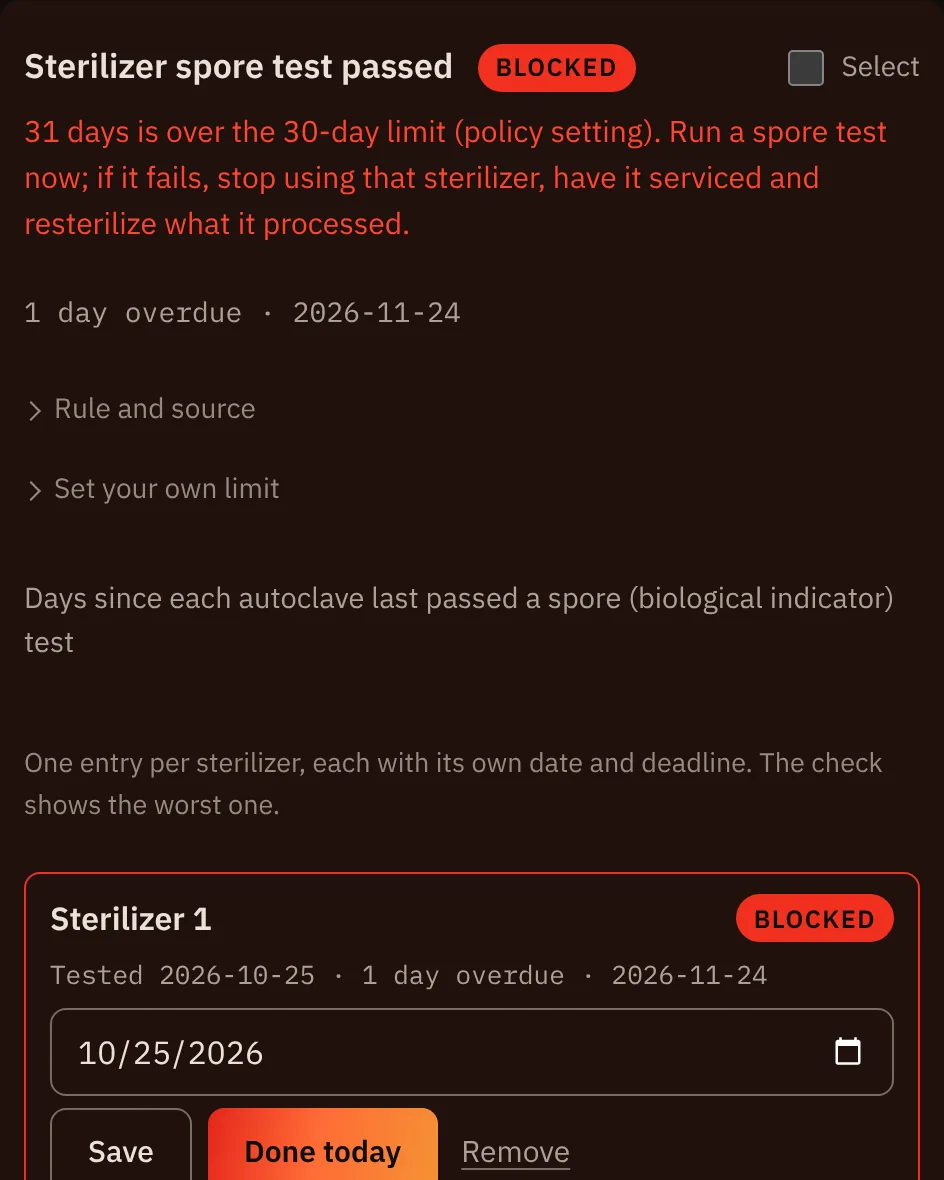 Sterilizer spore test passed BLOCKED Select
31 days is over the 30-day limit (policy setting). Run a spore test
now; if it fails, stop using that sterilizer, have it serviced and
resterilize what it processed.
1 day overdue · 2026-11-24
Rule and source
Set your own limit
Days since each autoclave last passed a spore (biological indicator)
test
One entry per sterilizer, each with its own date and deadline. The check
shows the worst one.
Sterilizer 1 BLOCKED
Tested 2026-10-25 · 1 day overdue · 2026-11-24
10/25/2026
Save Done today Remove